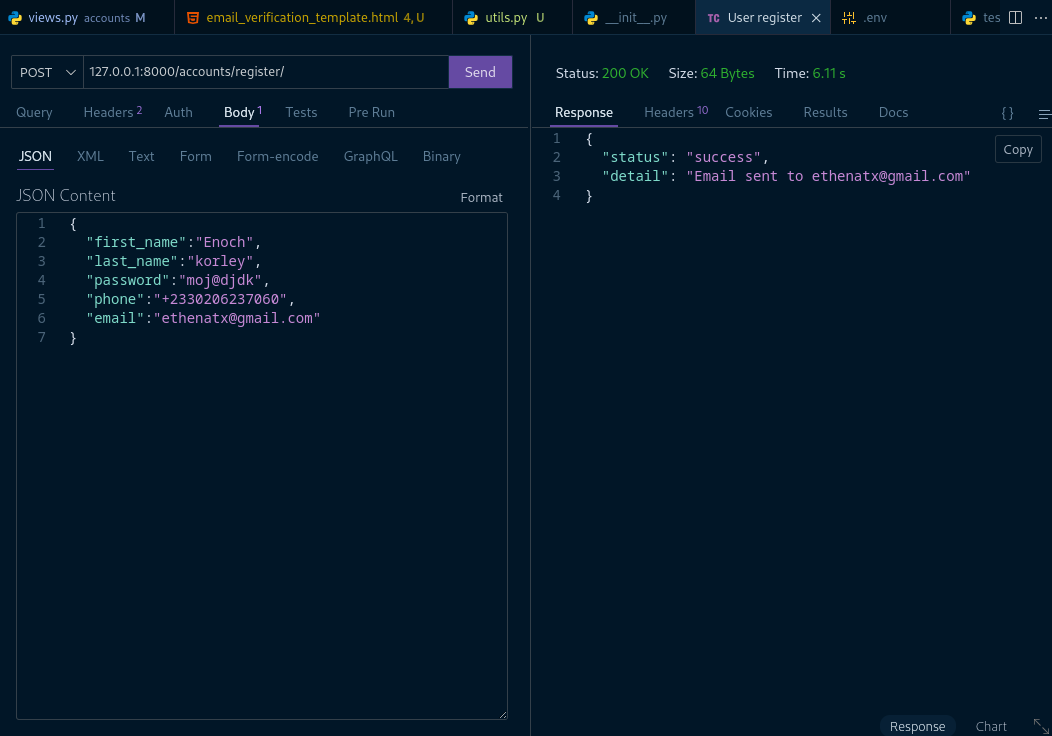 views.py accounts M
email_verification_template.html 4, U
utils.py U
__init__.py
TC User register
.env
tes
POST 127.0.0.1:8000/accounts/register/ Send
Query Headers 2 Auth Body 1 Tests Pre Run
JSON XML Text Form Form-encode GraphQL Binary
JSON Content Format
1 {
2 "first_name":"Enoch",
3 "last_name":"korley",
4 "password":"moj@djdk",
5 "phone":"+2330206237060",
6 "email":"ethenatx@gmail.com"
7 }
Status: 200 OK Size: 64 Bytes Time: 6.11 s
Response Headers 10 Cookies Results Docs { }
1 {
2 "status": "success",
3 "detail": "Email sent to ethenatx@gmail.com"
4 }
Copy
Response Chart